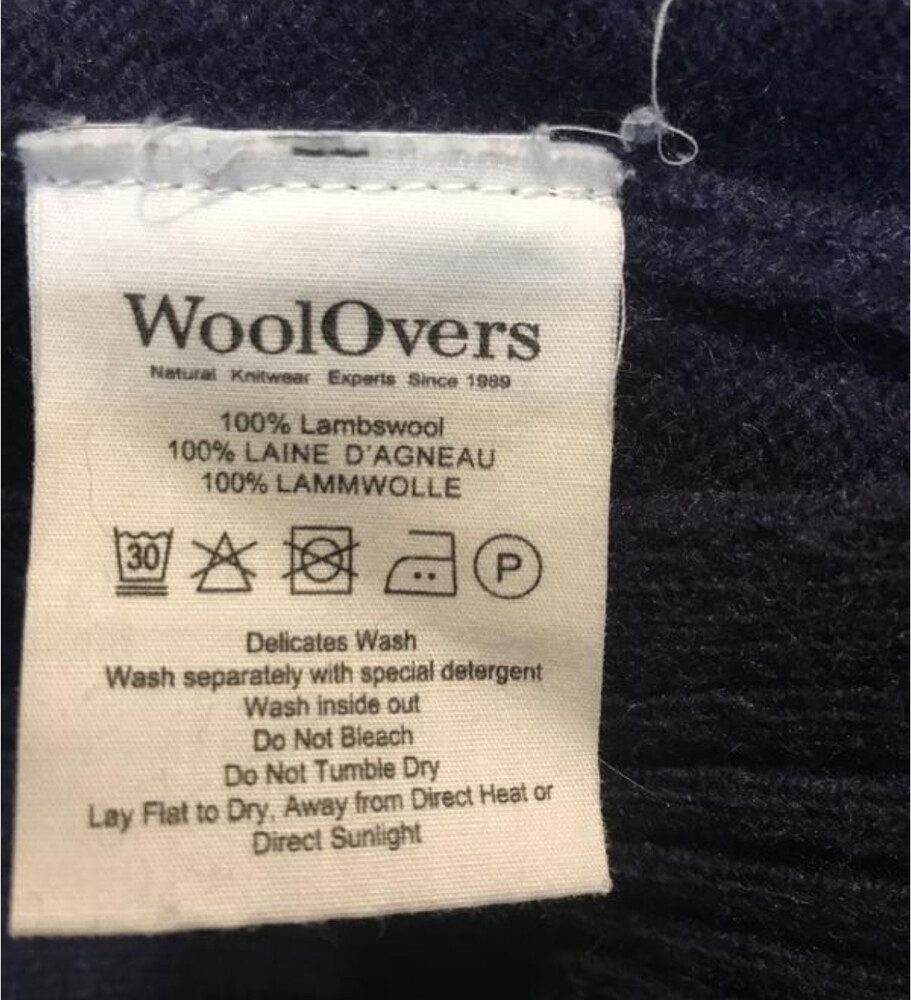 WoolOvers
Natural Knitwear Experts Since 1989
100% Lambswool
100% LAINE D'AGNEAU
100% LAMMWOLLE
30 P
Delicates Wash
Wash separately with special detergent
Wash inside out
Do Not Bleach
Do Not Tumble Dry
Lay Flat to Dry, Away from Direct Heat or
Direct Sunlight